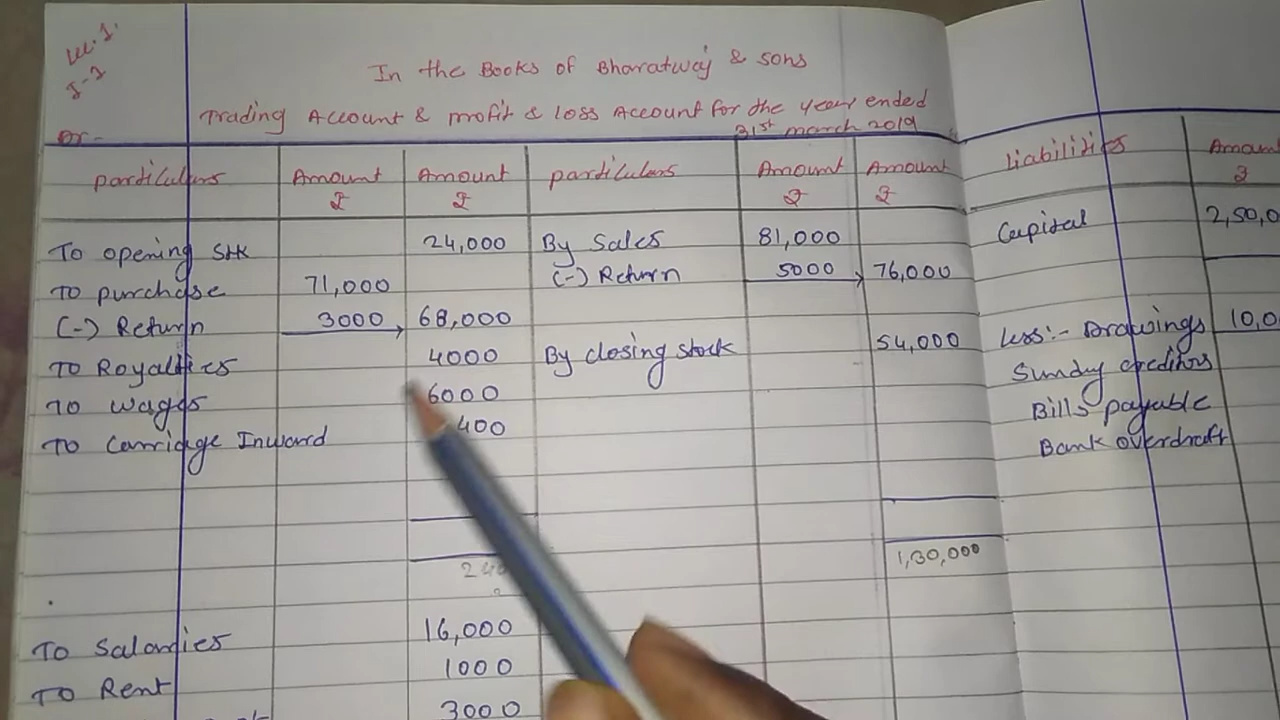 In the Books of Bharatwaj & sons
Trading Account & profit & loss Account for the year ended
31st march 2019
Dr-
particulars Amount ₹ Amount ₹ particulars Amount ₹ Amount ₹
To opening Stk 24,000 By Sales 81,000
To purchase 71,000 (-) Return 5000 76,000
(-) Return 3000 68,000
To Royalties 4000 By closing stock 54,000
To wages 6000
To Carriage Inward 400
1,30,000
To Salaries 16,000
To Rent 1000
3000
liabilities Amoun ₹
Capital 2,50,0
less:- Drawings 10,0
Sundry creditors
Bills payable
Bank overdraft